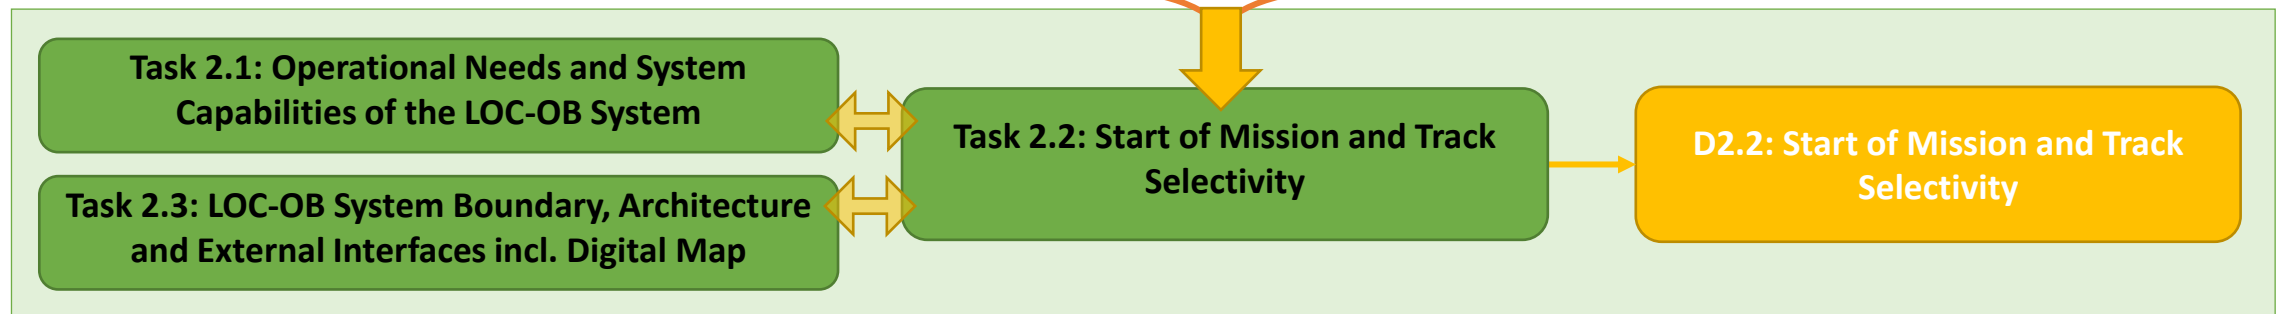 Task 2.1: Operational Needs and System
Capabilities of the LOC-OB System
Task 2.3: LOC-OB System Boundary, Architecture
and External Interfaces incl. Digital Map
Task 2.2: Start of Mission and Track
Selectivity
D2.2: Start of Mission and Track
Selectivity